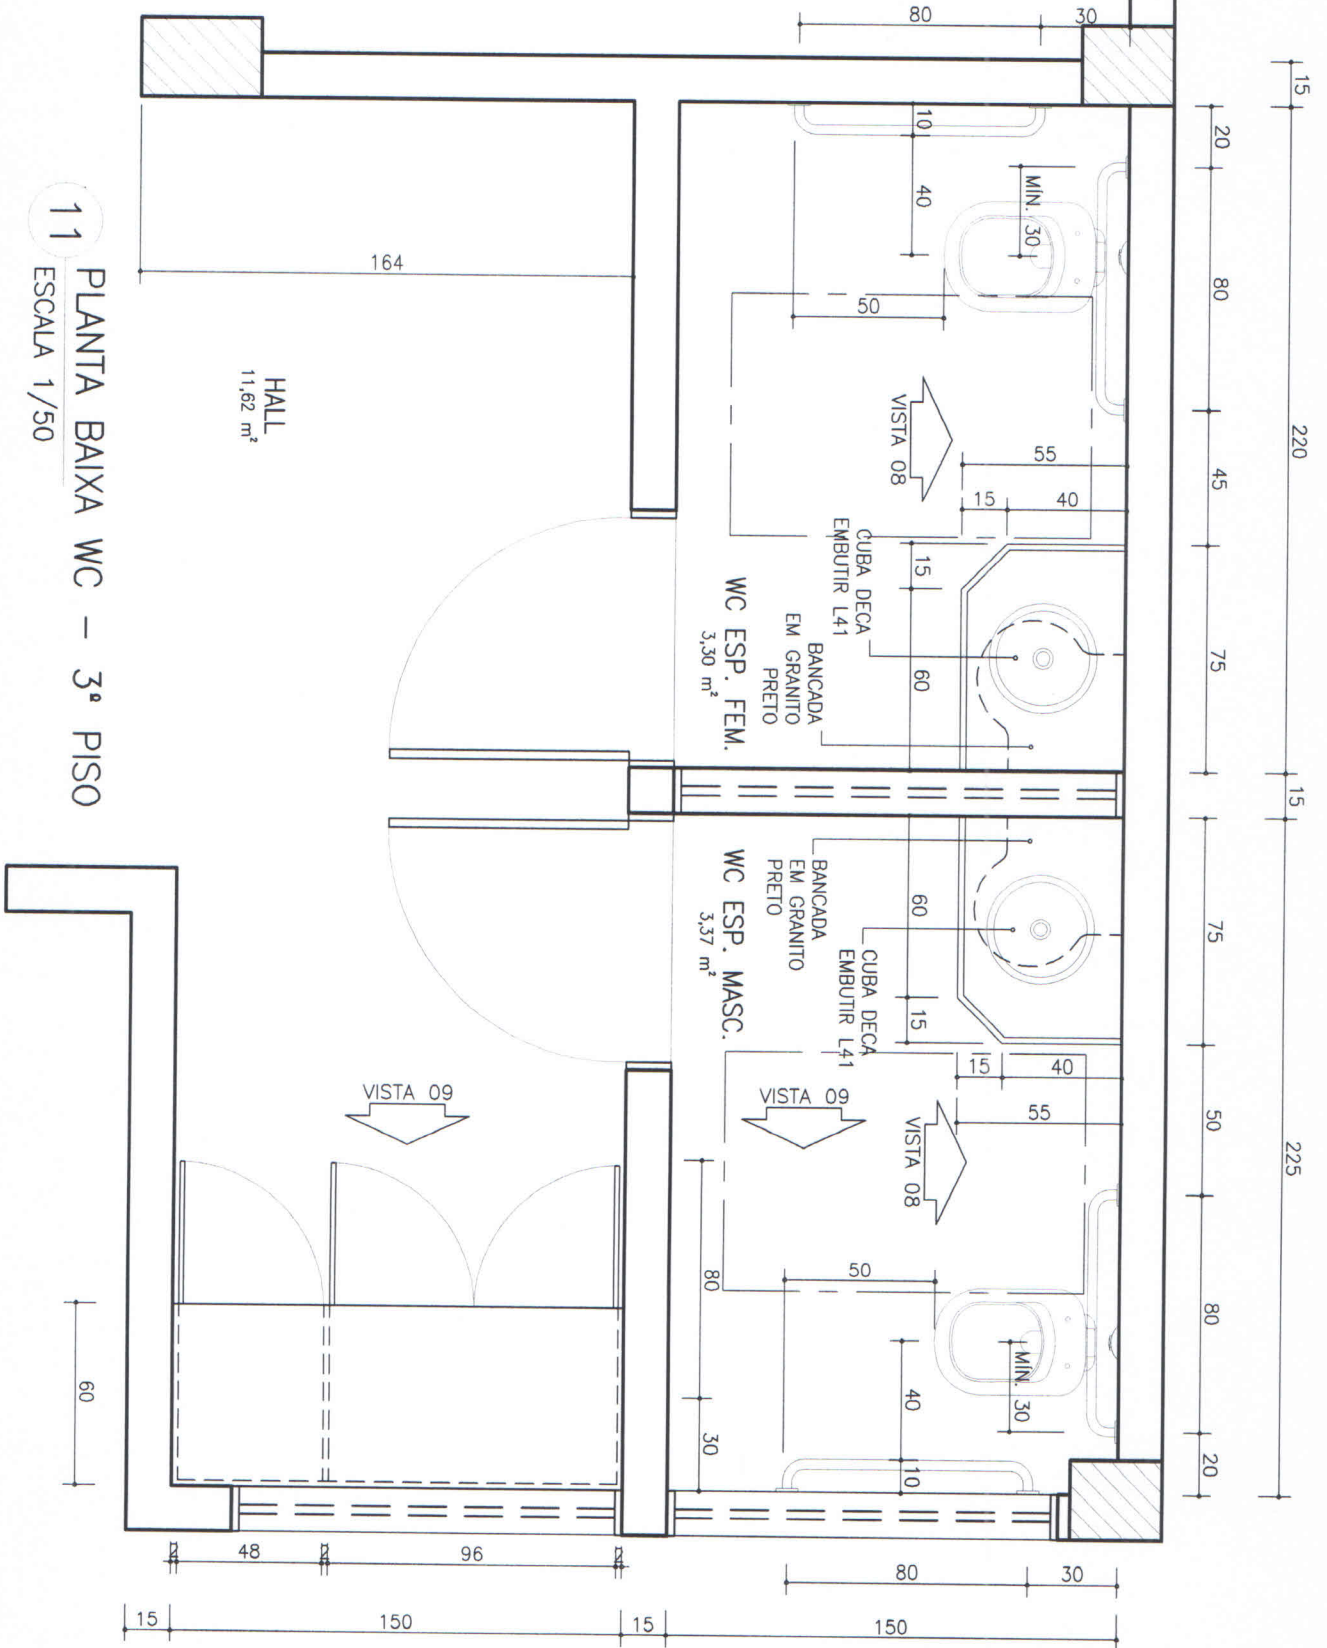 11
PLANTA BAIXA WC - 3º PISO
ESCALA 1/50
15
220
15
225
20
80
45
75
75
50
80
20
80
30
10
40
MÍN. 30
50
VISTA 08
55
15
40
15
60
CUBA DECA
EMBUTIR L41
BANCADA
EM GRANITO
PRETO
WC ESP. FEM.
3,30 m²
BANCADA
EM GRANITO
PRETO
CUBA DECA
EMBUTIR L41
WC ESP. MASC.
3,37 m²
60
15
15
40
55
VISTA 08
VISTA 09
50
MÍN. 30
40
10
80
30
164
HALL
11,62 m²
VISTA 09
60
2
48
2
96
2
80
30
15
150
15
150